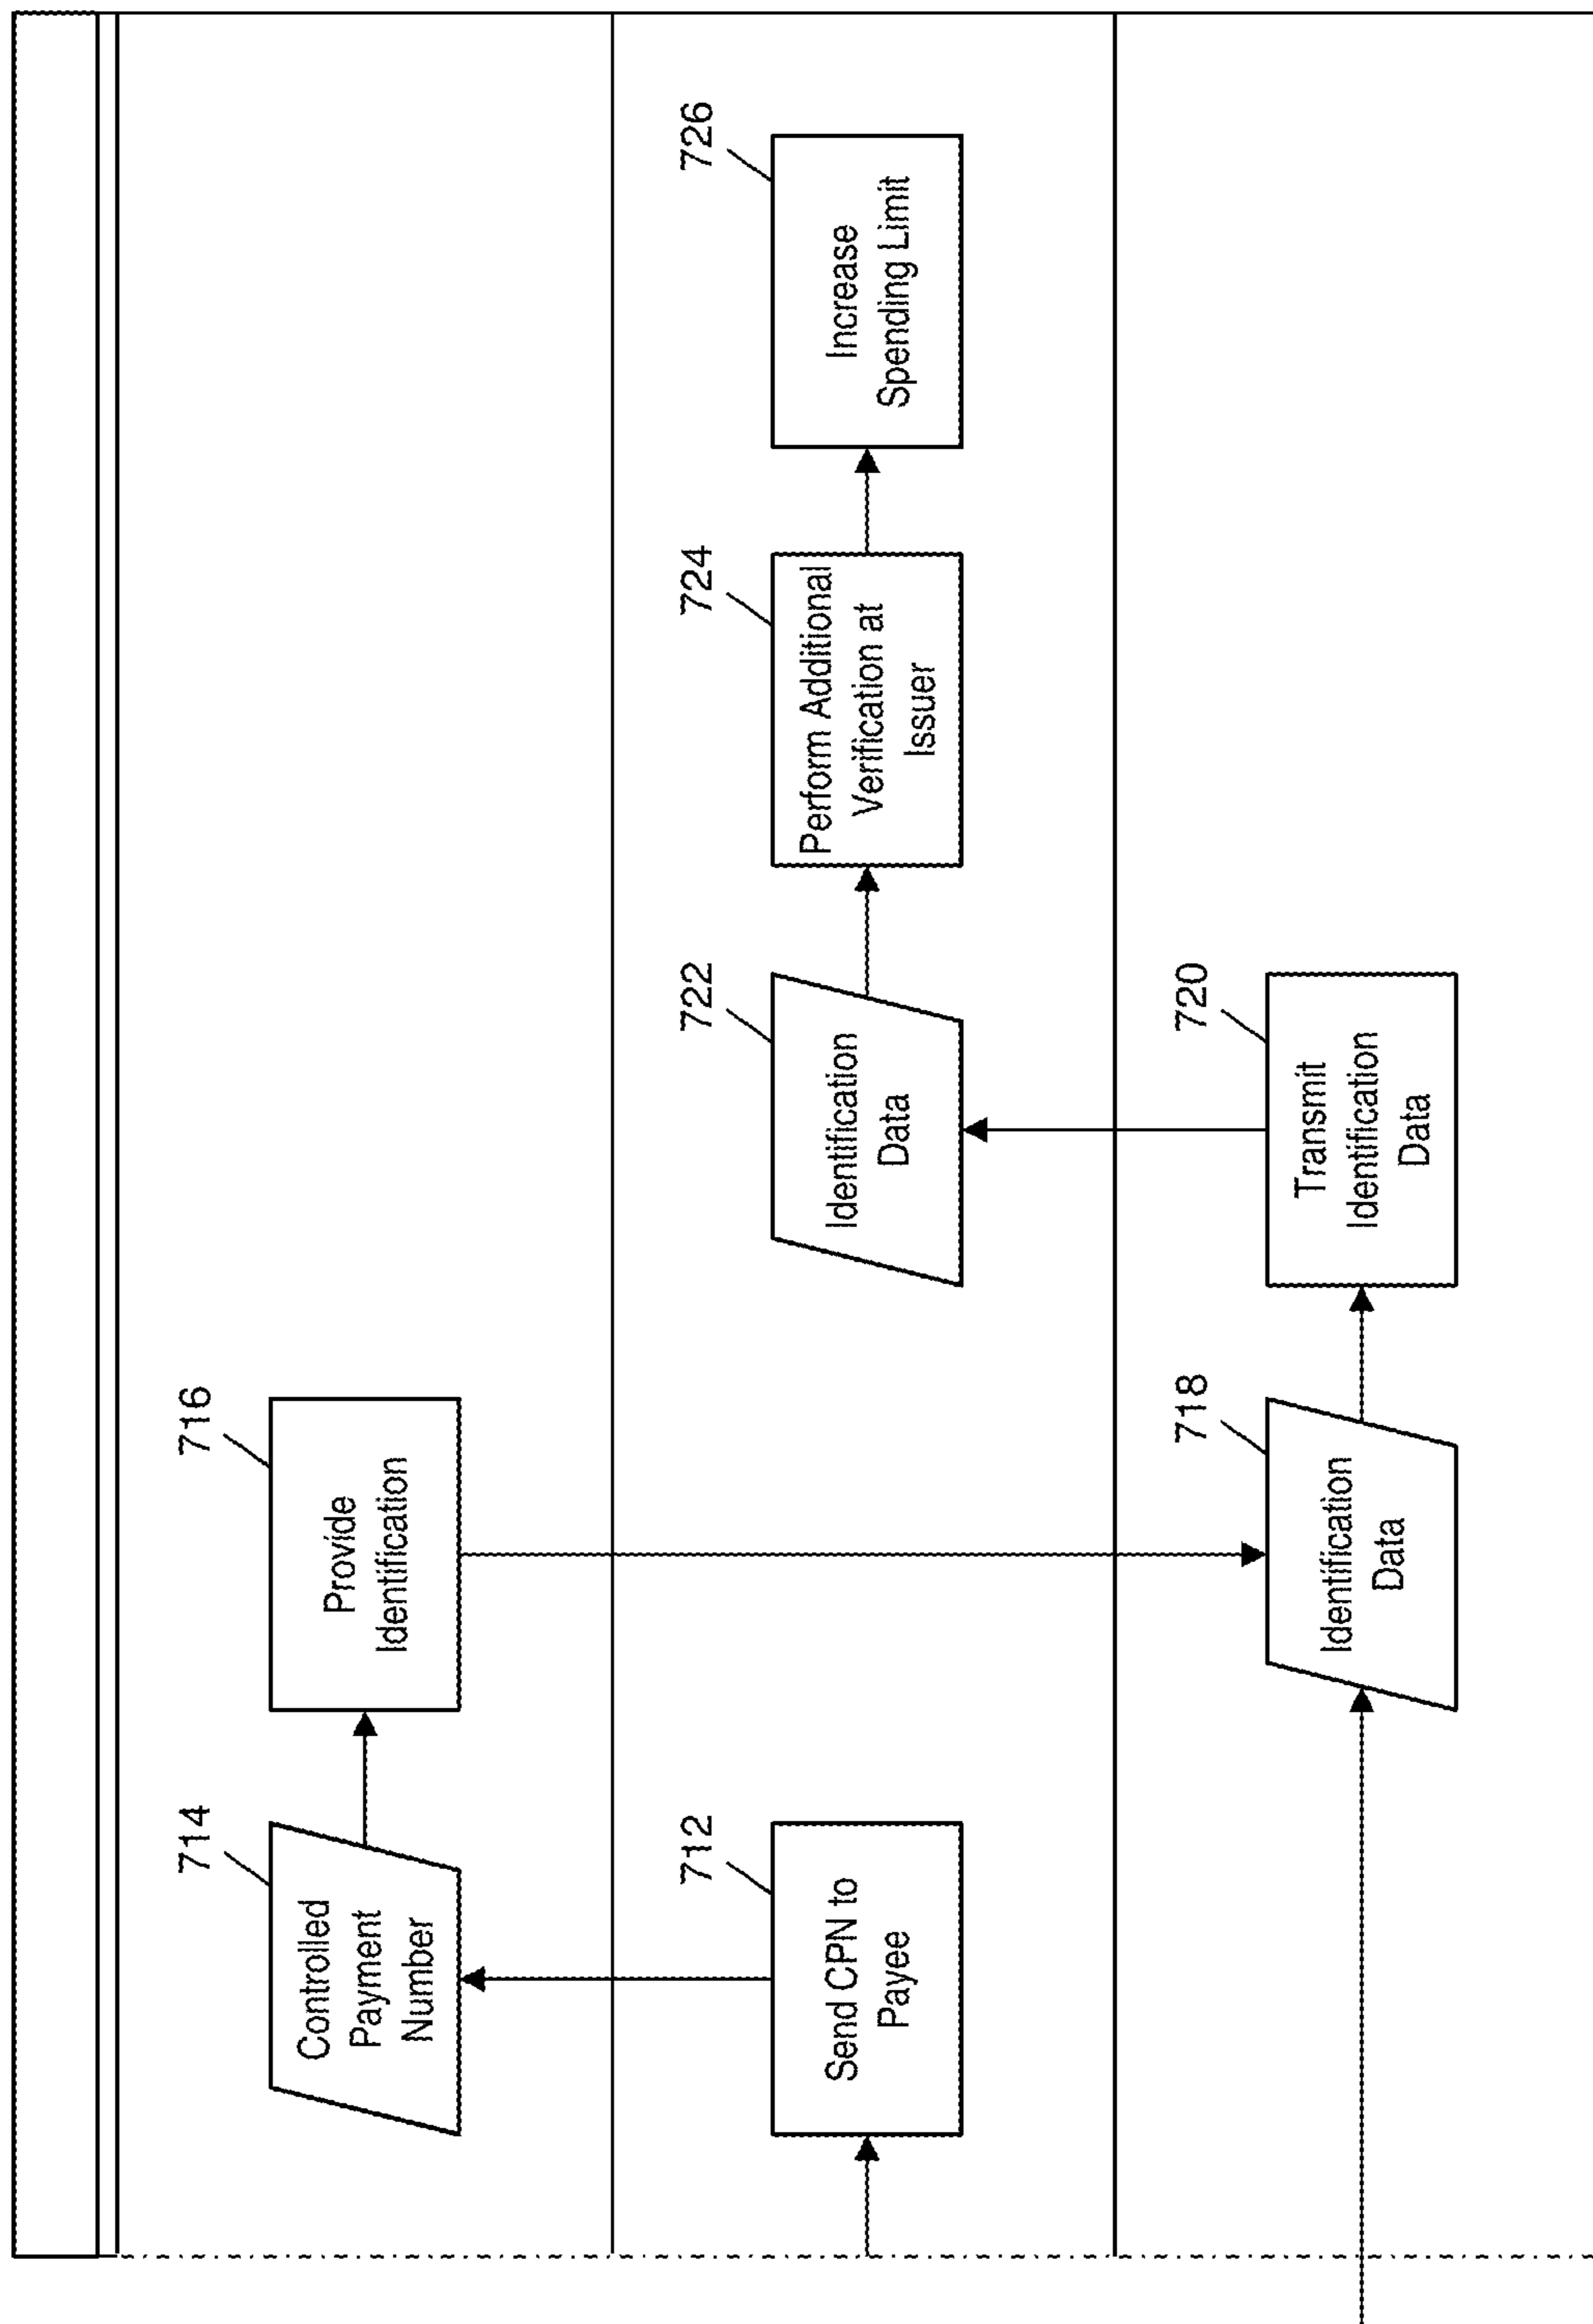 714
Controlled
Payment
Number
716
Provide
Identification
712
Send CPN to
Payee
722
Identification
Data
724
Perform Additional
Verification at
Issuer
726
Increase
Spending Limit
718
Identification
Data
720
Transmit
Identification
Data